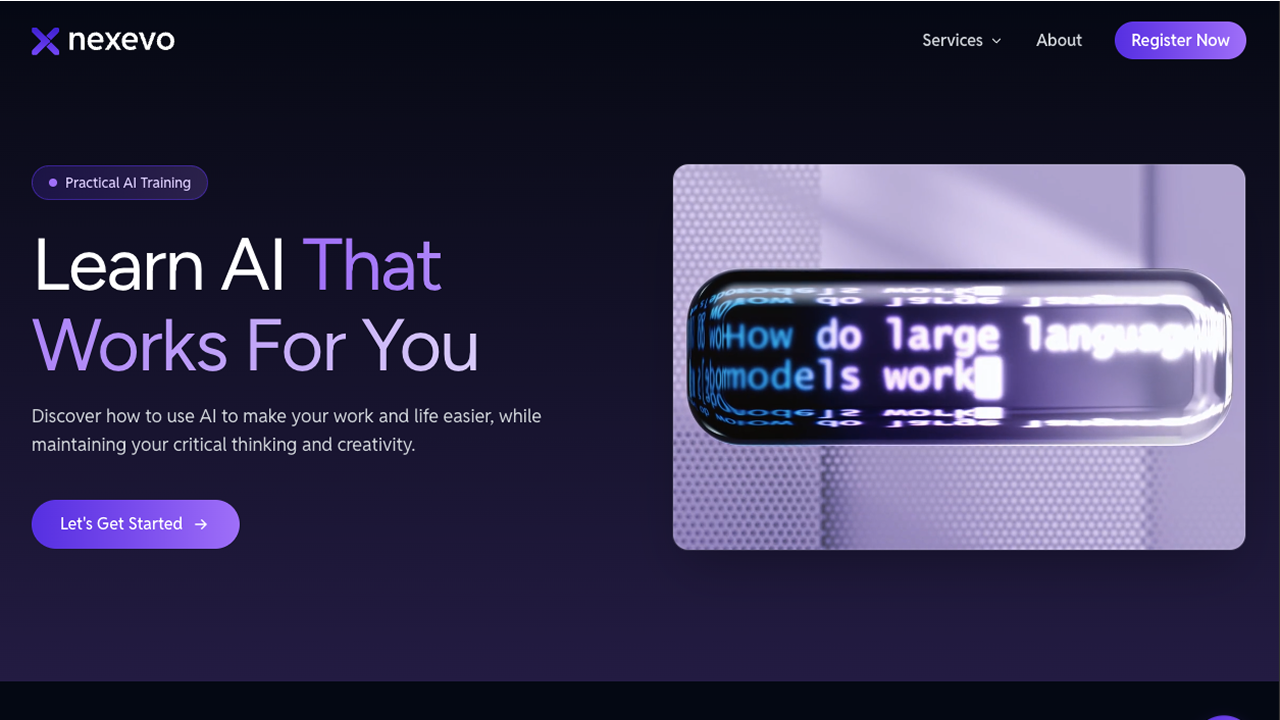 nexevo
Services
About
Register Now
Practical AI Training
Learn AI That
Works For You
Discover how to use AI to make your work and life easier, while
maintaining your critical thinking and creativity.
Let's Get Started →
How do large language
models work